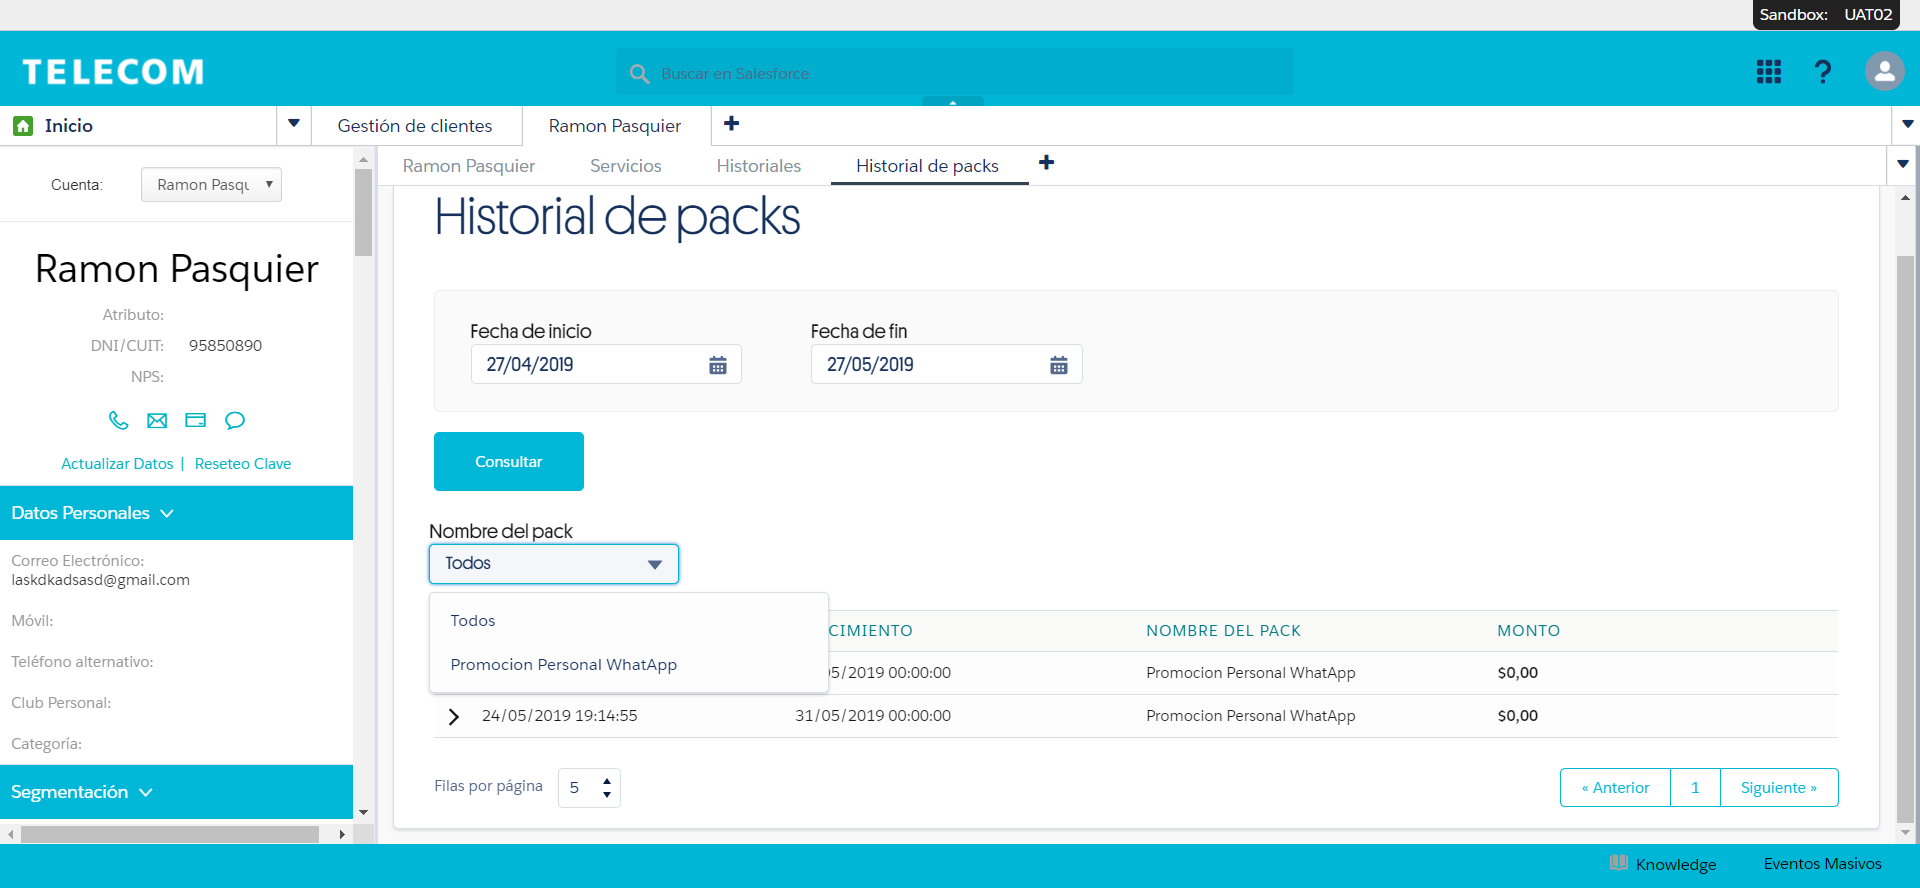 Sandbox: UAT02
TELECOM
Buscar en Salesforce
Inicio
Gestión de clientes
Ramon Pasquier
Ramon Pasquier
Servicios
Historiales
Historial de packs
Cuenta:
Ramon Pasqu
Ramon Pasquier
Atributo:
DNI/CUIT: 95850890
NPS:
Actualizar Datos | Reseteo Clave
Datos Personales
Correo Electrónico:
laskdkadsasd@gmail.com
Móvil:
Teléfono alternativo:
Club Personal:
Categoría:
Segmentación
Historial de packs
Fecha de inicio
27/04/2019
Fecha de fin
27/05/2019
Consultar
Nombre del pack
Todos
Todos
Promocion Personal WhatApp
CIMIENTO NOMBRE DEL PACK MONTO
05/2019 00:00:00 Promocion Personal WhatApp $0,00
24/05/2019 19:14:55 31/05/2019 00:00:00 Promocion Personal WhatApp $0,00
Filas por página 5
« Anterior 1 Siguiente »
Knowledge
Eventos Masivos